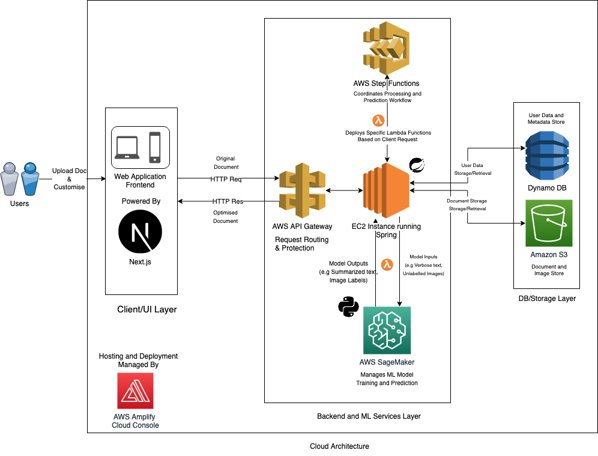 AWS Step Functions
Coordinates Processing and
Prediction Workflow
Deploys Specific Lambda Functions
Based on Client Request
Users
Upload Doc
&
Customise
Web Application
Frontend
Powered By
N
Next.js
Client/UI Layer
Original
Document
HTTP Req
HTTP Res
Optimised
Document
AWS API Gateway
Request Routing
& Protection
EC2 Instance running
Spring
User Data
Storage/Retrieval
Document Storage
Storage/Retrieval
User Data and
Metadata Store
Dynamo DB
Amazon S3
Document and
Image Store
DB/Storage Layer
Model Outputs
(e.g Summarized text,
Image Labels)
Model Inputs
(e.g Verbose text,
Unlabelled Images)
AWS SageMaker
Manages ML Model
Training and Prediction
Hosting and Deployment
Managed By
AWS Amplify
Cloud Console
Backend and ML Services Layer
Cloud Architecture